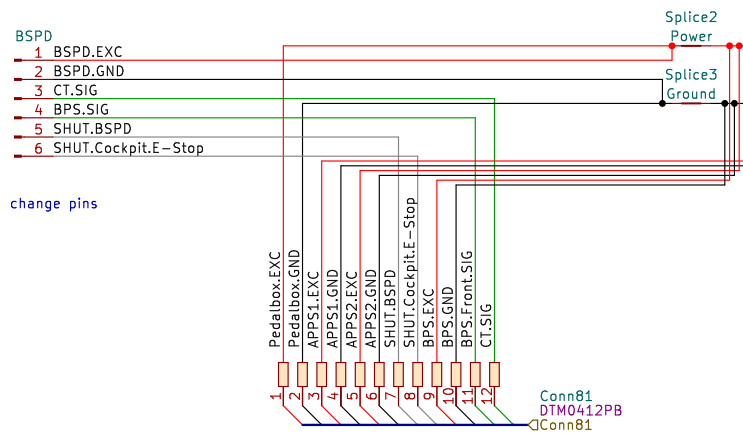 Splice2
Power
BSPD
1 BSPD.EXC
2 BSPD.GND
3 CT.SIG
4 BPS.SIG
5 SHUT.BSPD
6 SHUT.Cockpit.E-Stop
Splice3
Ground
change pins
Pedalbox.EXC
Pedalbox.GND
APPS1.EXC
APPS1.GND
APPS2.EXC
APPS2.GND
SHUT.BSPD
SHUT.Cockpit.E-Stop
BPS.EXC
BPS.GND
BPS.Front.SIG
CT.SIG
1 2 3 4 5 6 7 8 9 10 11 12
Conn81
DTM0412PB
Conn81